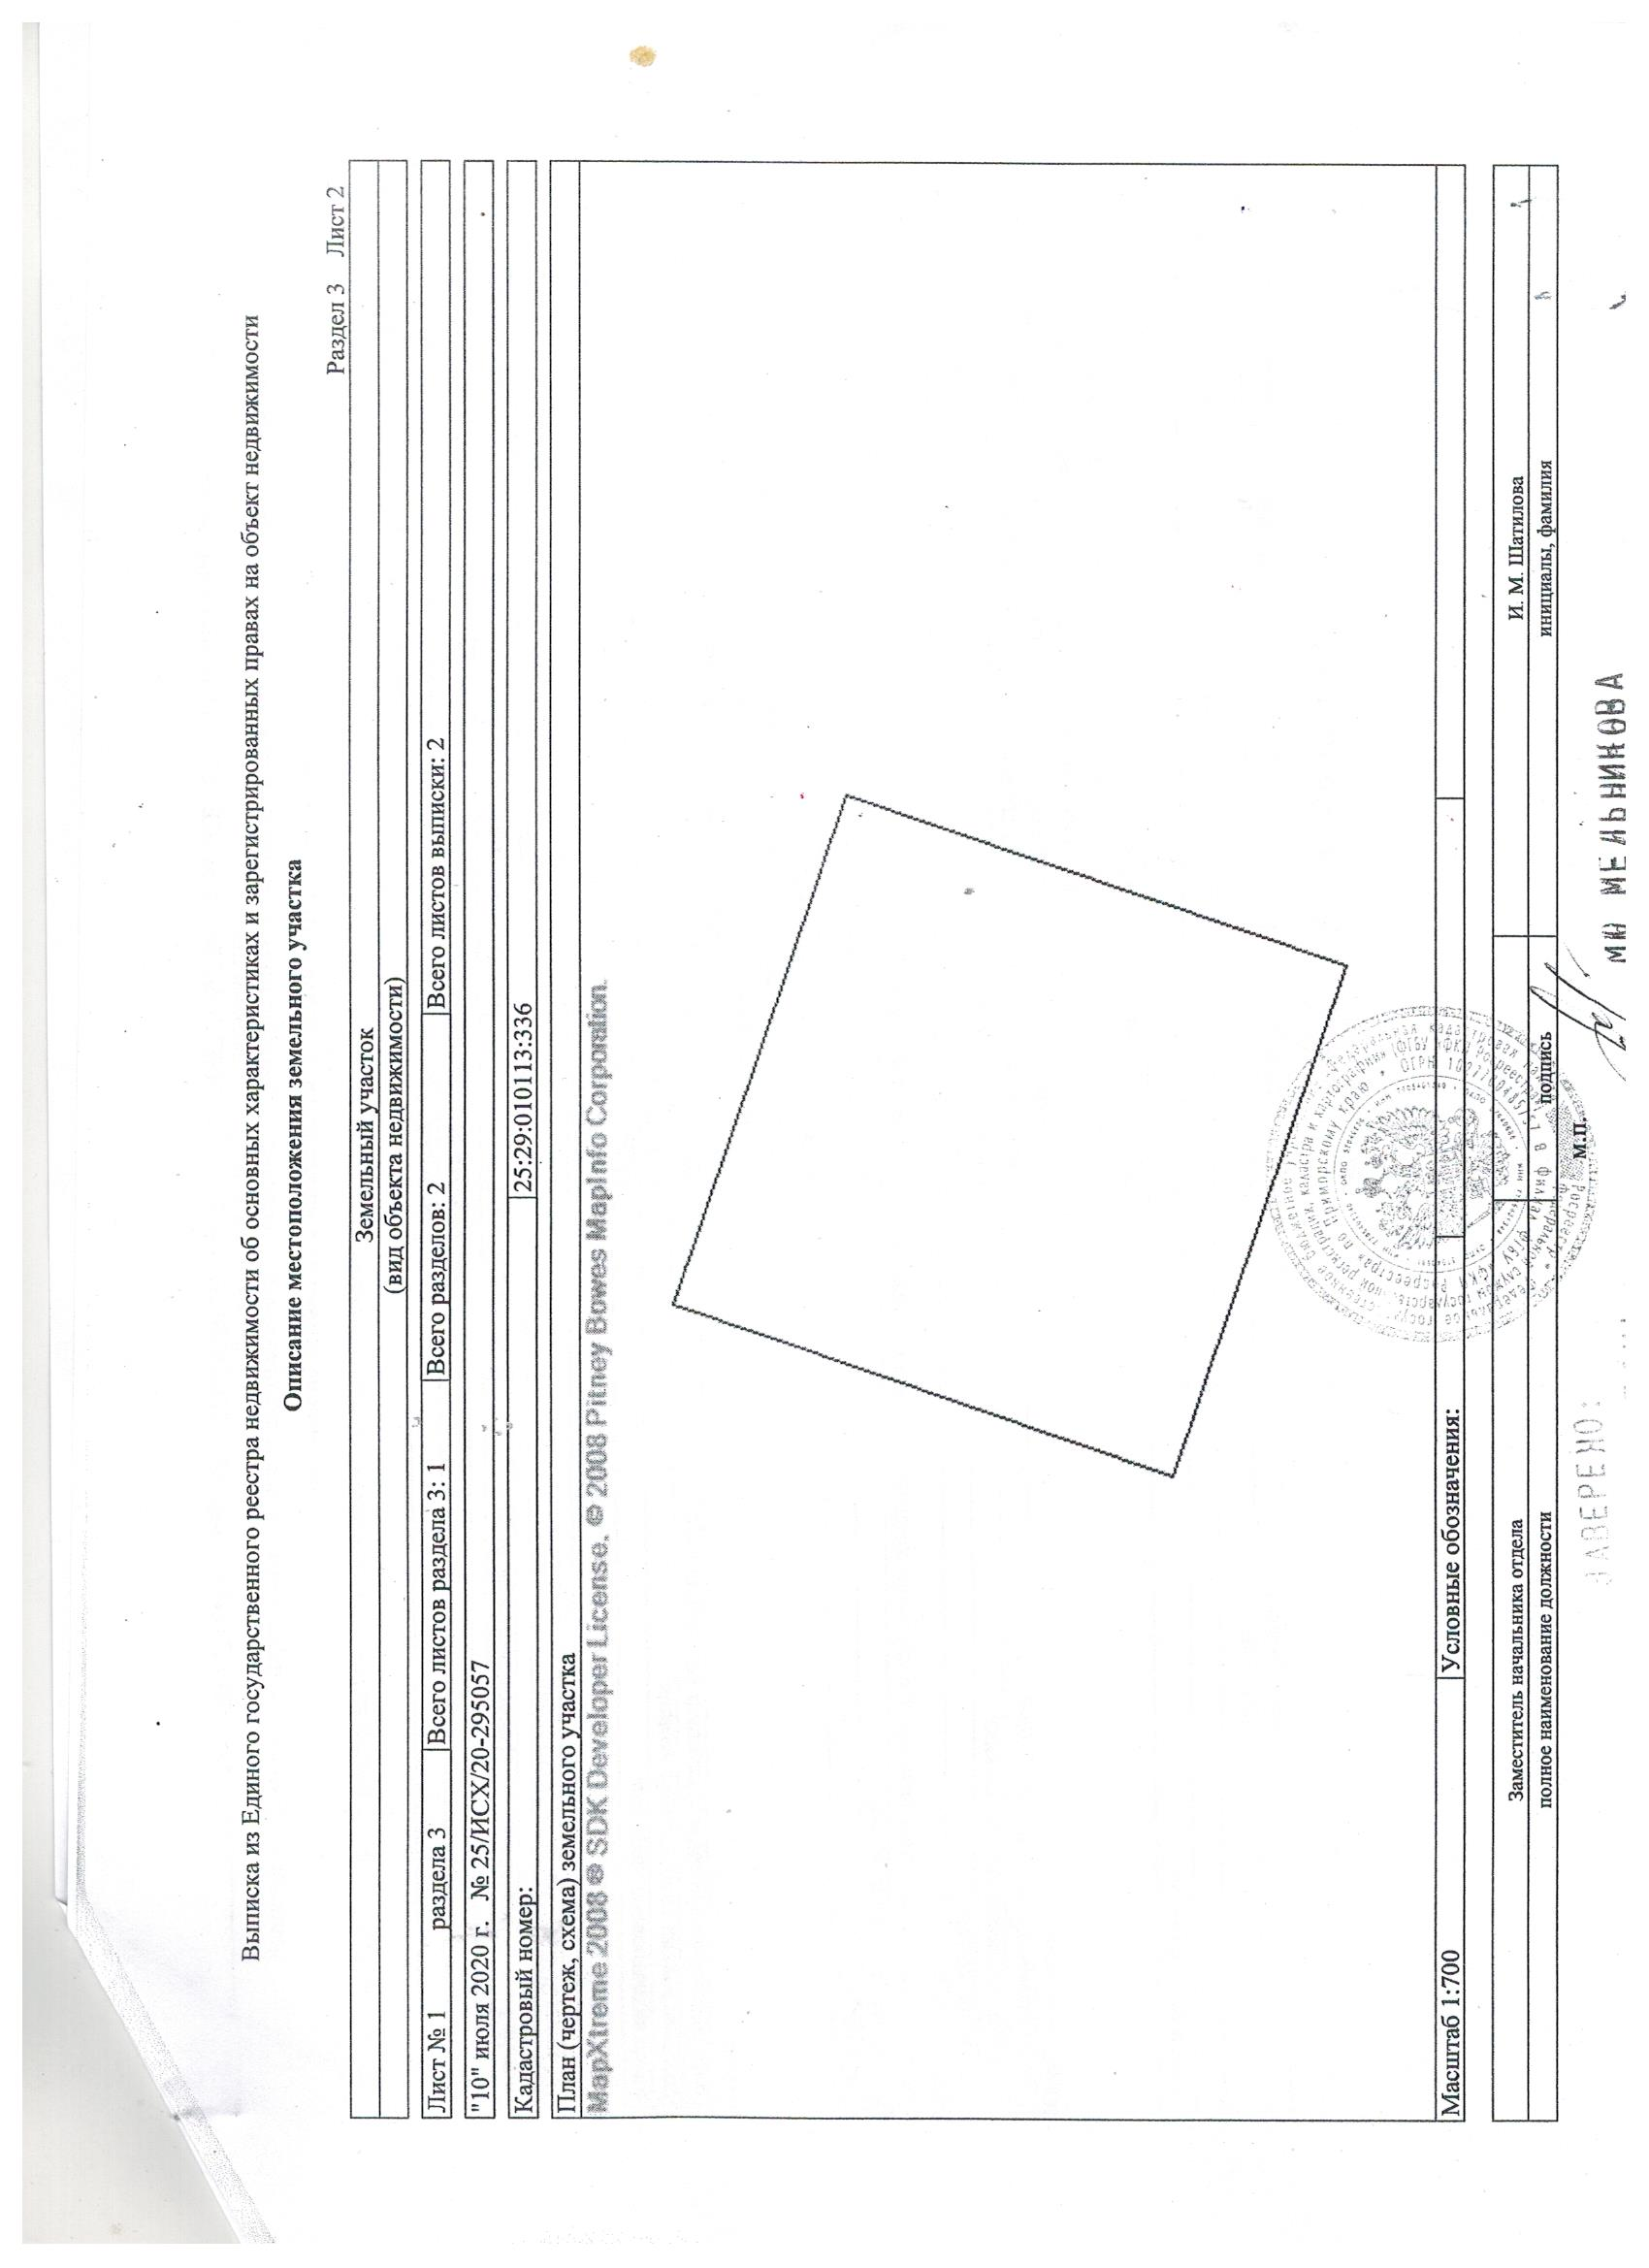 Раздел 3 Лист 2
Выписка из Единого государственного реестра недвижимости об основных характеристиках и зарегистрированных правах на объект недвижимости
Описание местоположения земельного участка
Земельный участок
(вид объекта недвижимости)
Лист № 1 раздела 3 Всего листов раздела 3: 1 Всего разделов: 2 Всего листов выписки: 2
"10" июля 2020 г. № 25/ИСХ/20-295057
Кадастровый номер: 25:29:010113:336
План (чертеж, схема) земельного участка
MapXtreme 2008 ® SDK Developer License. © 2008 Pitney Bowes MapInfo Corporation.
Масштаб 1:700 Условные обозначения:
Заместитель начальника отдела И. М. Шатилова
полное наименование должности подпись инициалы, фамилия
М.П.
ЗАВЕРЕНО:
МЮ МЕЛЬНИКОВА